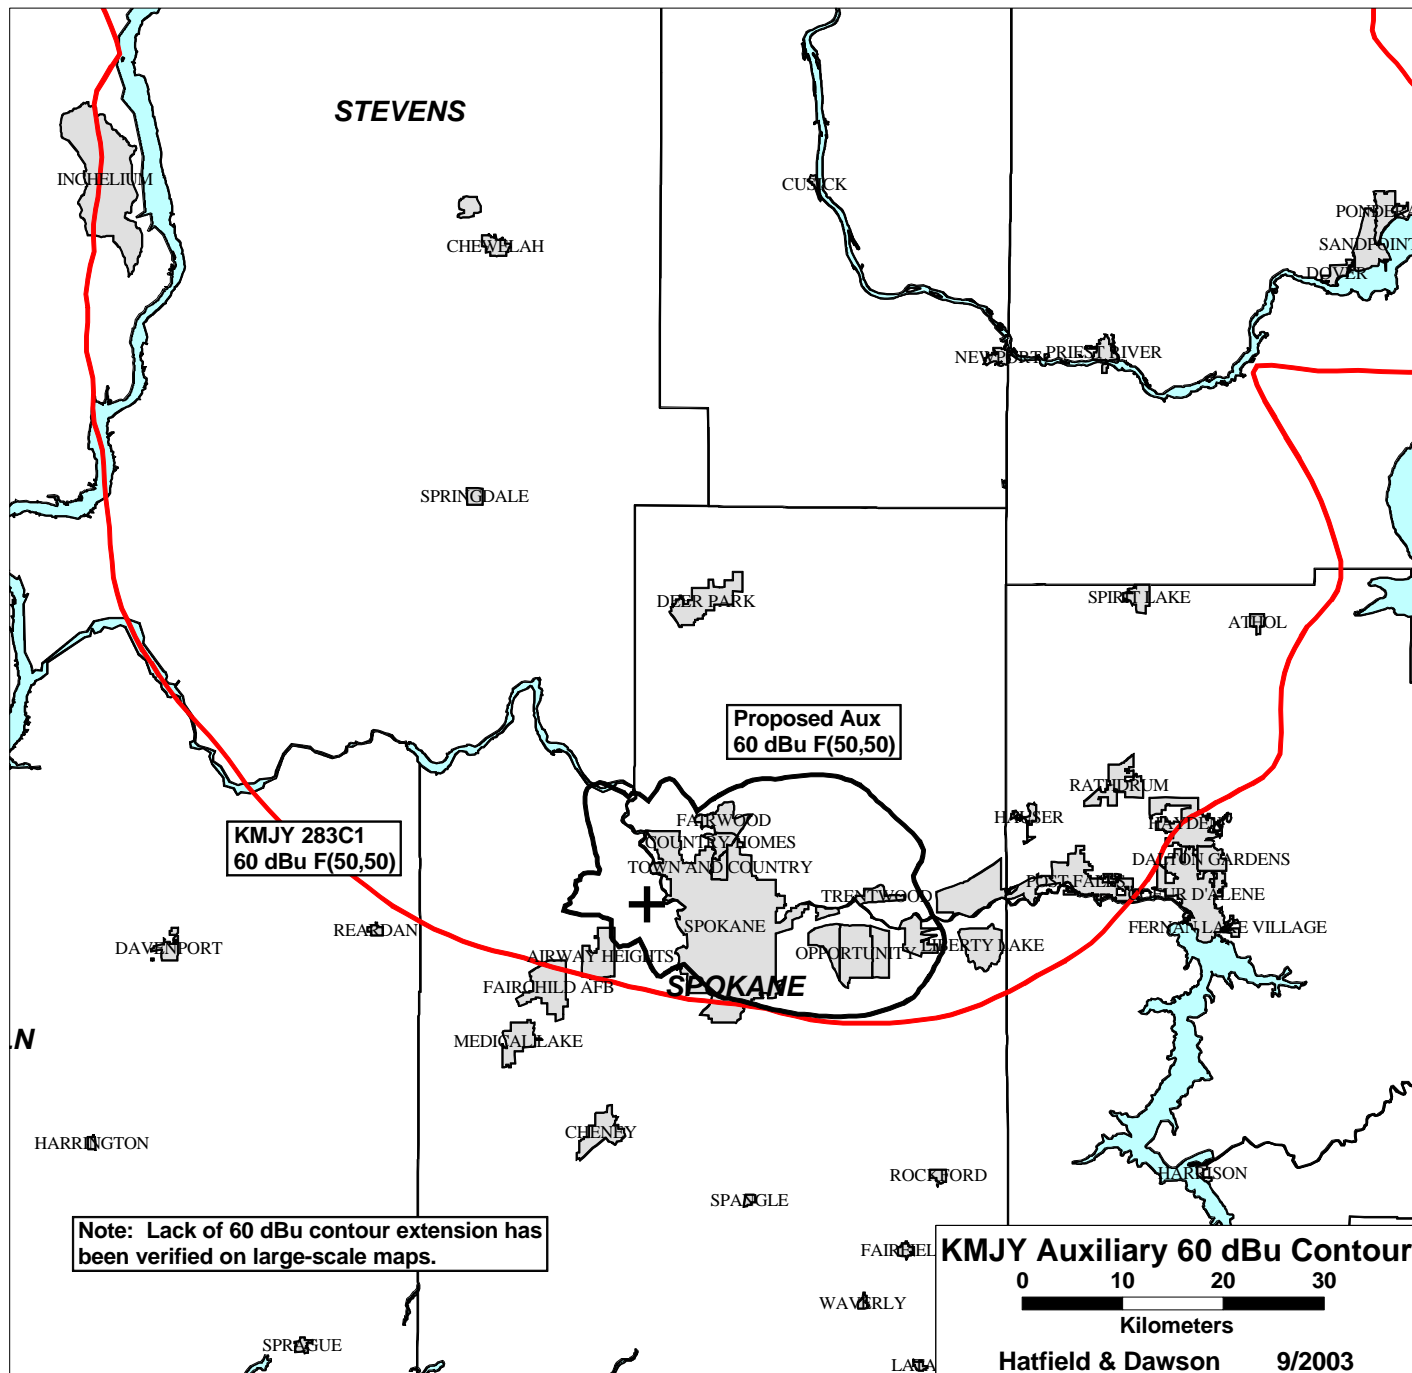 STEVENS
INCHELIUM
CUSICK
PONDERA
CHEWELAH
SANDPOINT
DOVER
NEWPORT
PRIEST RIVER
SPRINGDALE
DEER PARK
SPIRIT LAKE
ATHOL
Proposed Aux
60 dBu F(50,50)
RATHDRUM
KMJY 283C1
60 dBu F(50,50)
FAIRWOOD
HAUSER
HAYDEN
COUNTRY HOMES
TOWN AND COUNTRY
DALTON GARDENS
POST FALLS
TRENTWOOD
COEUR D'ALENE
REARDAN
SPOKANE
FERNAN LAKE VILLAGE
DAVENPORT
AIRWAY HEIGHTS
OPPORTUNITY
LIBERTY LAKE
FAIRCHILD AFB
SPOKANE
LN
MEDICAL LAKE
HARRINGTON
CHENEY
ROCKFORD
HARRISON
SPANGLE
Note: Lack of 60 dBu contour extension has
been verified on large-scale maps.
FAIRFIEL
KMJY Auxiliary 60 dBu Contour
0 10 20 30
WAVERLY
Kilometers
SPRAGUE
LATA
Hatfield & Dawson 9/2003